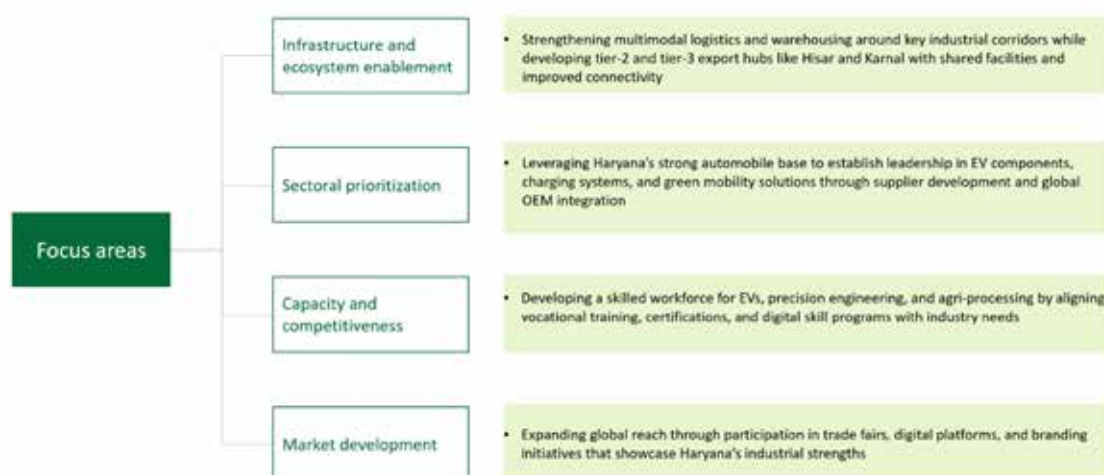 Focus areas
Infrastructure and
ecosystem enablement
• Strengthening multimodal logistics and warehousing around key industrial corridors while
developing tier-2 and tier-3 export hubs like Hisar and Karnal with shared facilities and
improved connectivity
Sectoral prioritization
• Leveraging Haryana's strong automobile base to establish leadership in EV components,
charging systems, and green mobility solutions through supplier development and global
OEM integration
Capacity and
competitiveness
• Developing a skilled workforce for EVs, precision engineering, and agri-processing by aligning
vocational training, certifications, and digital skill programs with industry needs
Market development
• Expanding global reach through participation in trade fairs, digital platforms, and branding
initiatives that showcase Haryana's industrial strengths